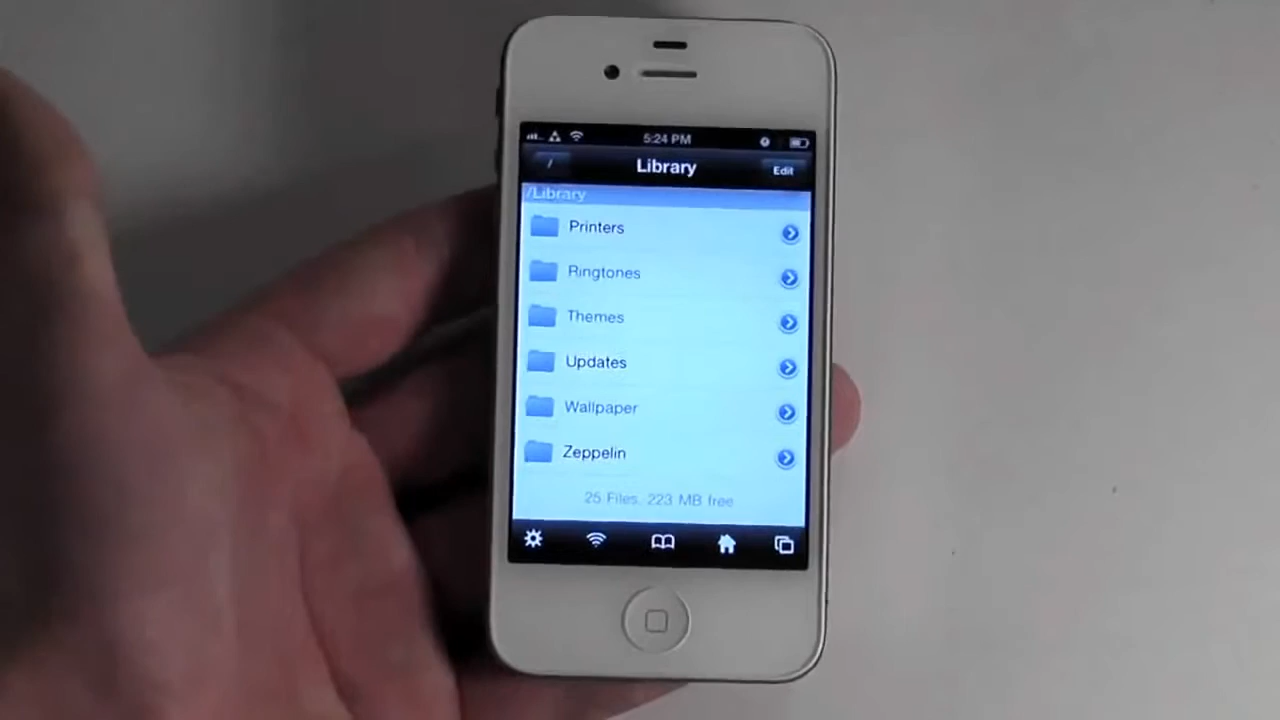 5:24 PM
/
Library
Edit
/Library
Printers
Ringtones
Themes
Updates
Wallpaper
Zeppelin
25 Files, 223 MB free